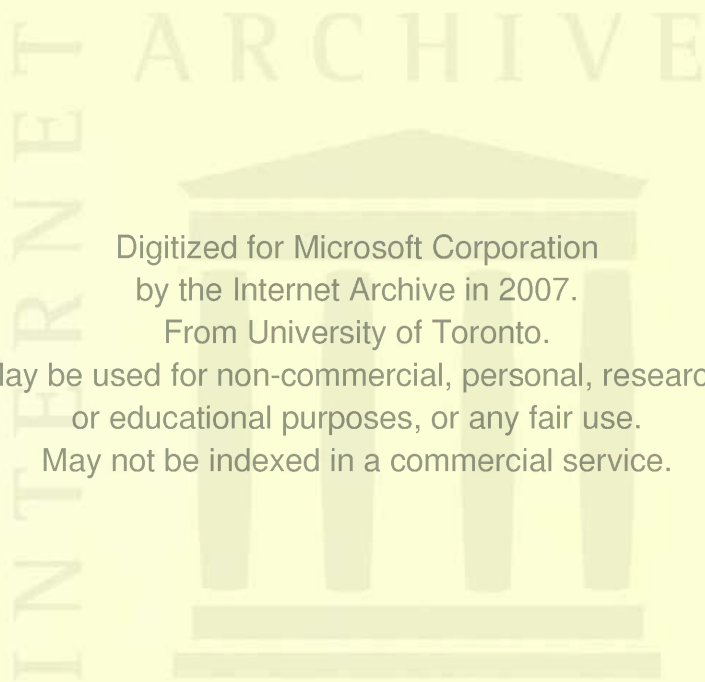 INTERNET ARCHIVE
Digitized for Microsoft Corporation
by the Internet Archive in 2007.
From University of Toronto.
lay be used for non-commercial, personal, researc
or educational purposes, or any fair use.
May not be indexed in a commercial service.